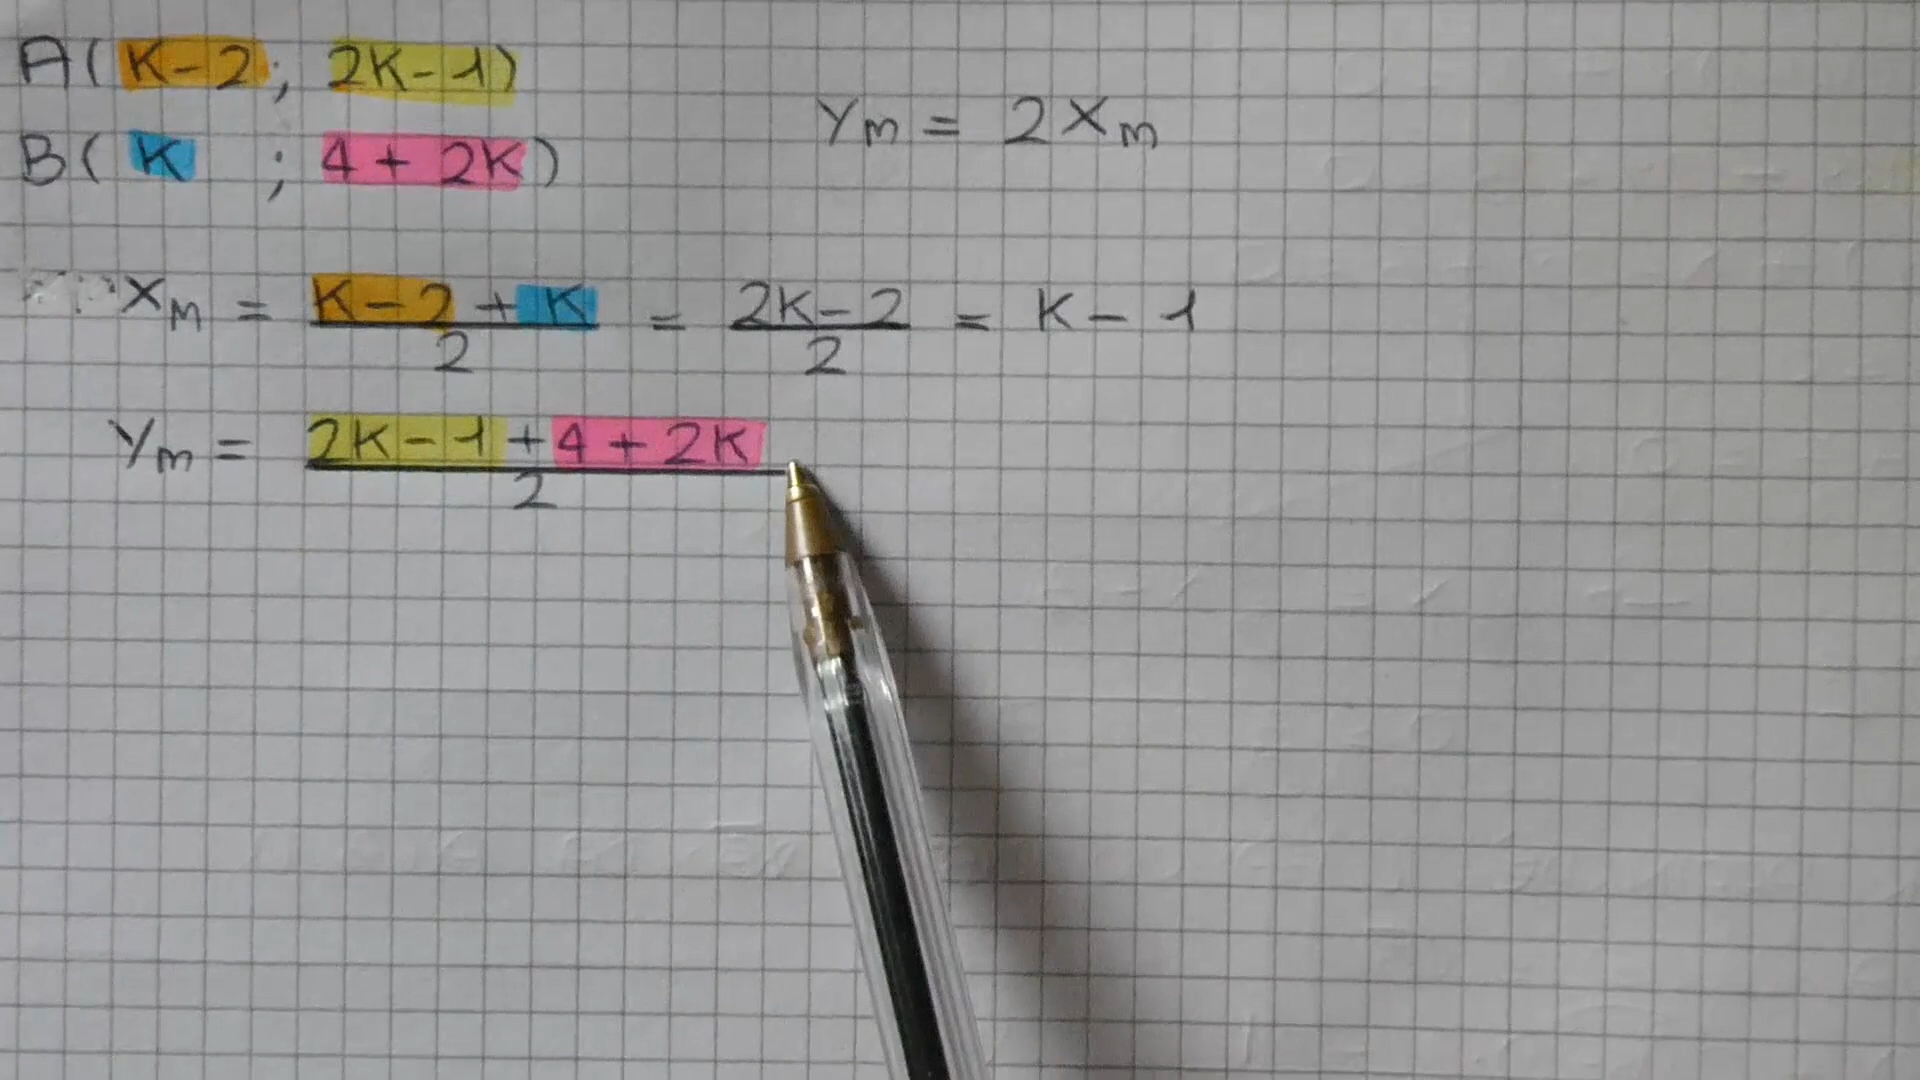 A( K-2 ; 2K-1)
B( K ; 4+2K)
Ym = 2Xm
Xm = K-2+K/2 = 2K-2/2 = K-1
Ym = 2K-1+4+2K/2